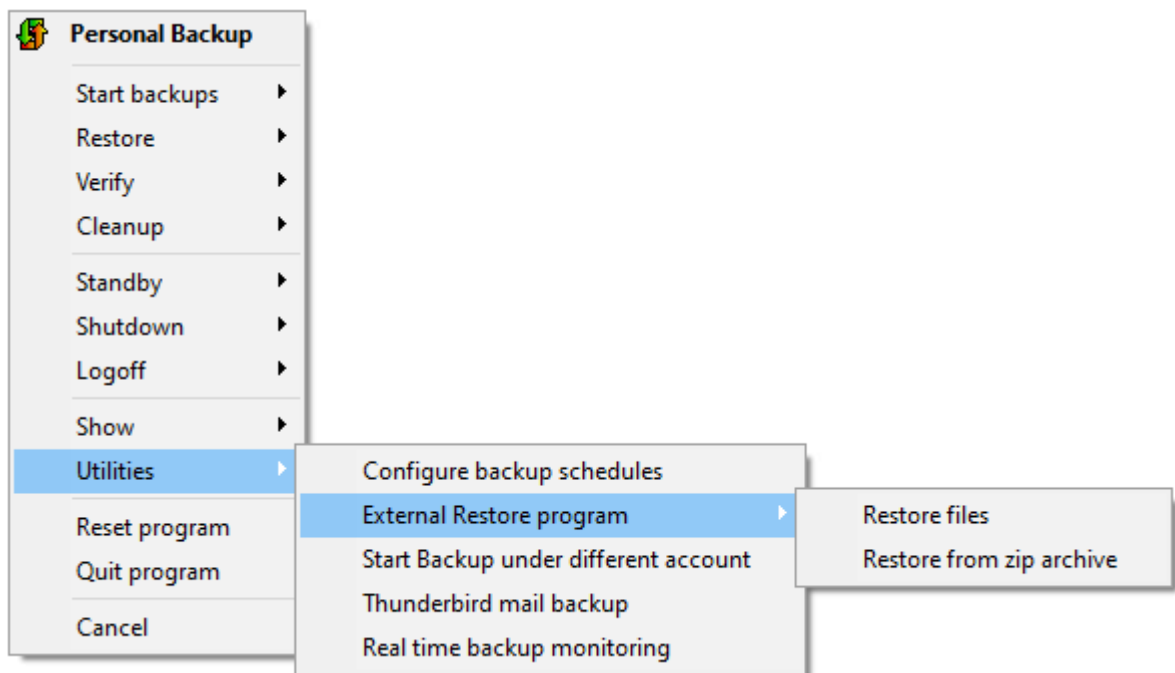 Personal Backup
Start backups
Restore
Verify
Cleanup
Standby
Shutdown
Logoff
Show
Utilities
Reset program
Quit program
Cancel
Configure backup schedules
External Restore program
Start Backup under different account
Thunderbird mail backup
Real time backup monitoring
Restore files
Restore from zip archive